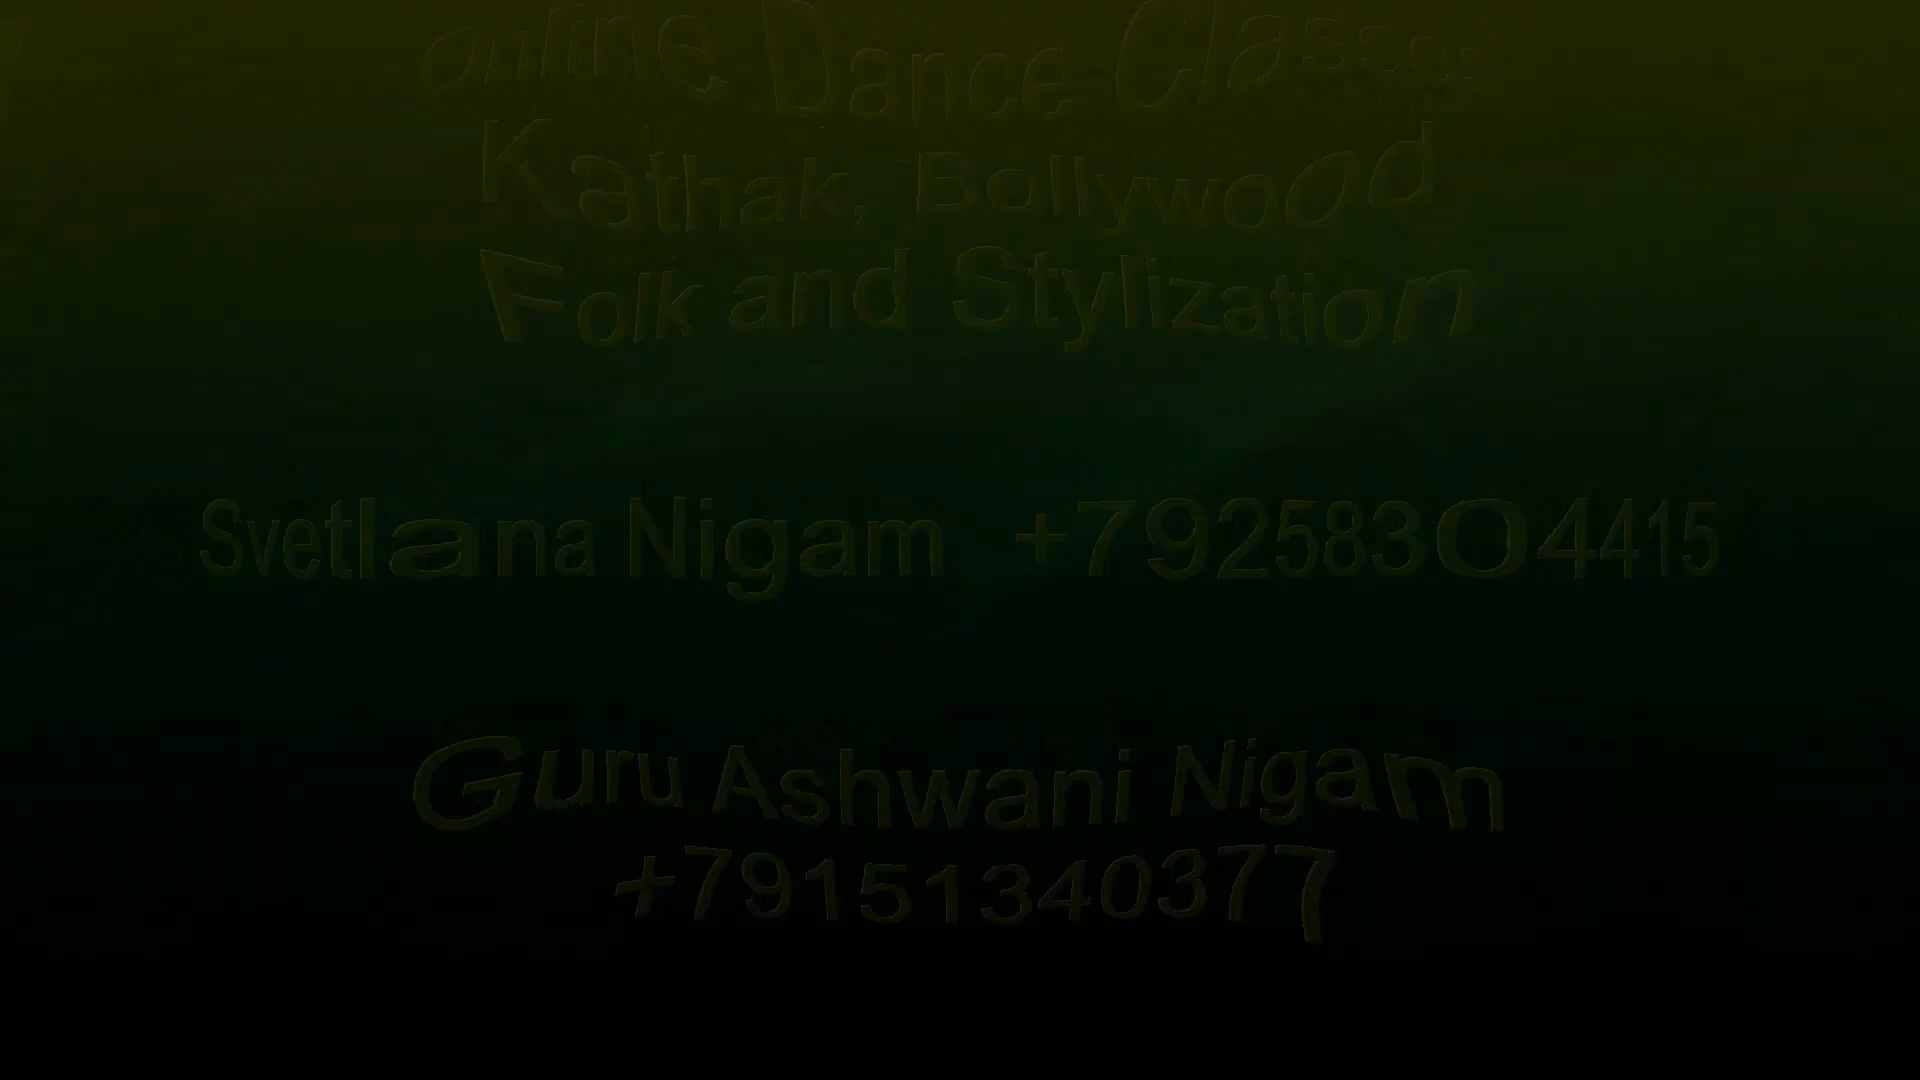 online Dance Classes
Kathak, Bollywood
Folk and Stylization
Svetlana Nigam +79258304415
Guru Ashwani Nigam
+79151340377